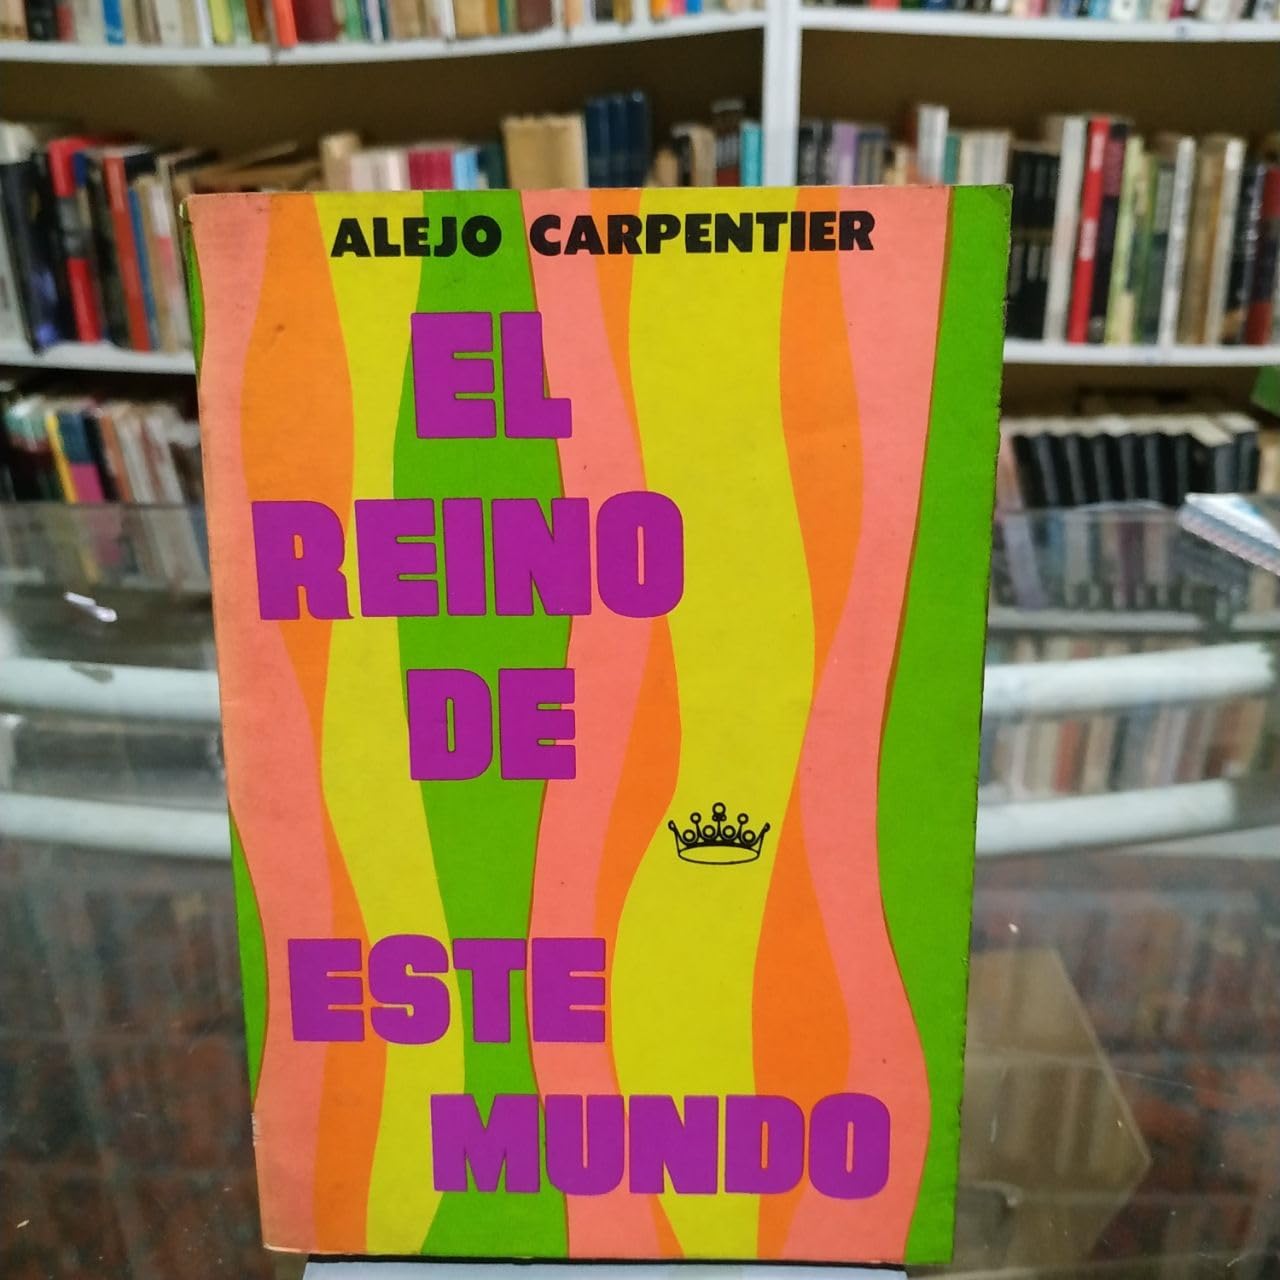 ALEJO CARPENTIER
EL
REINO
DE
ESTE
MUNDO